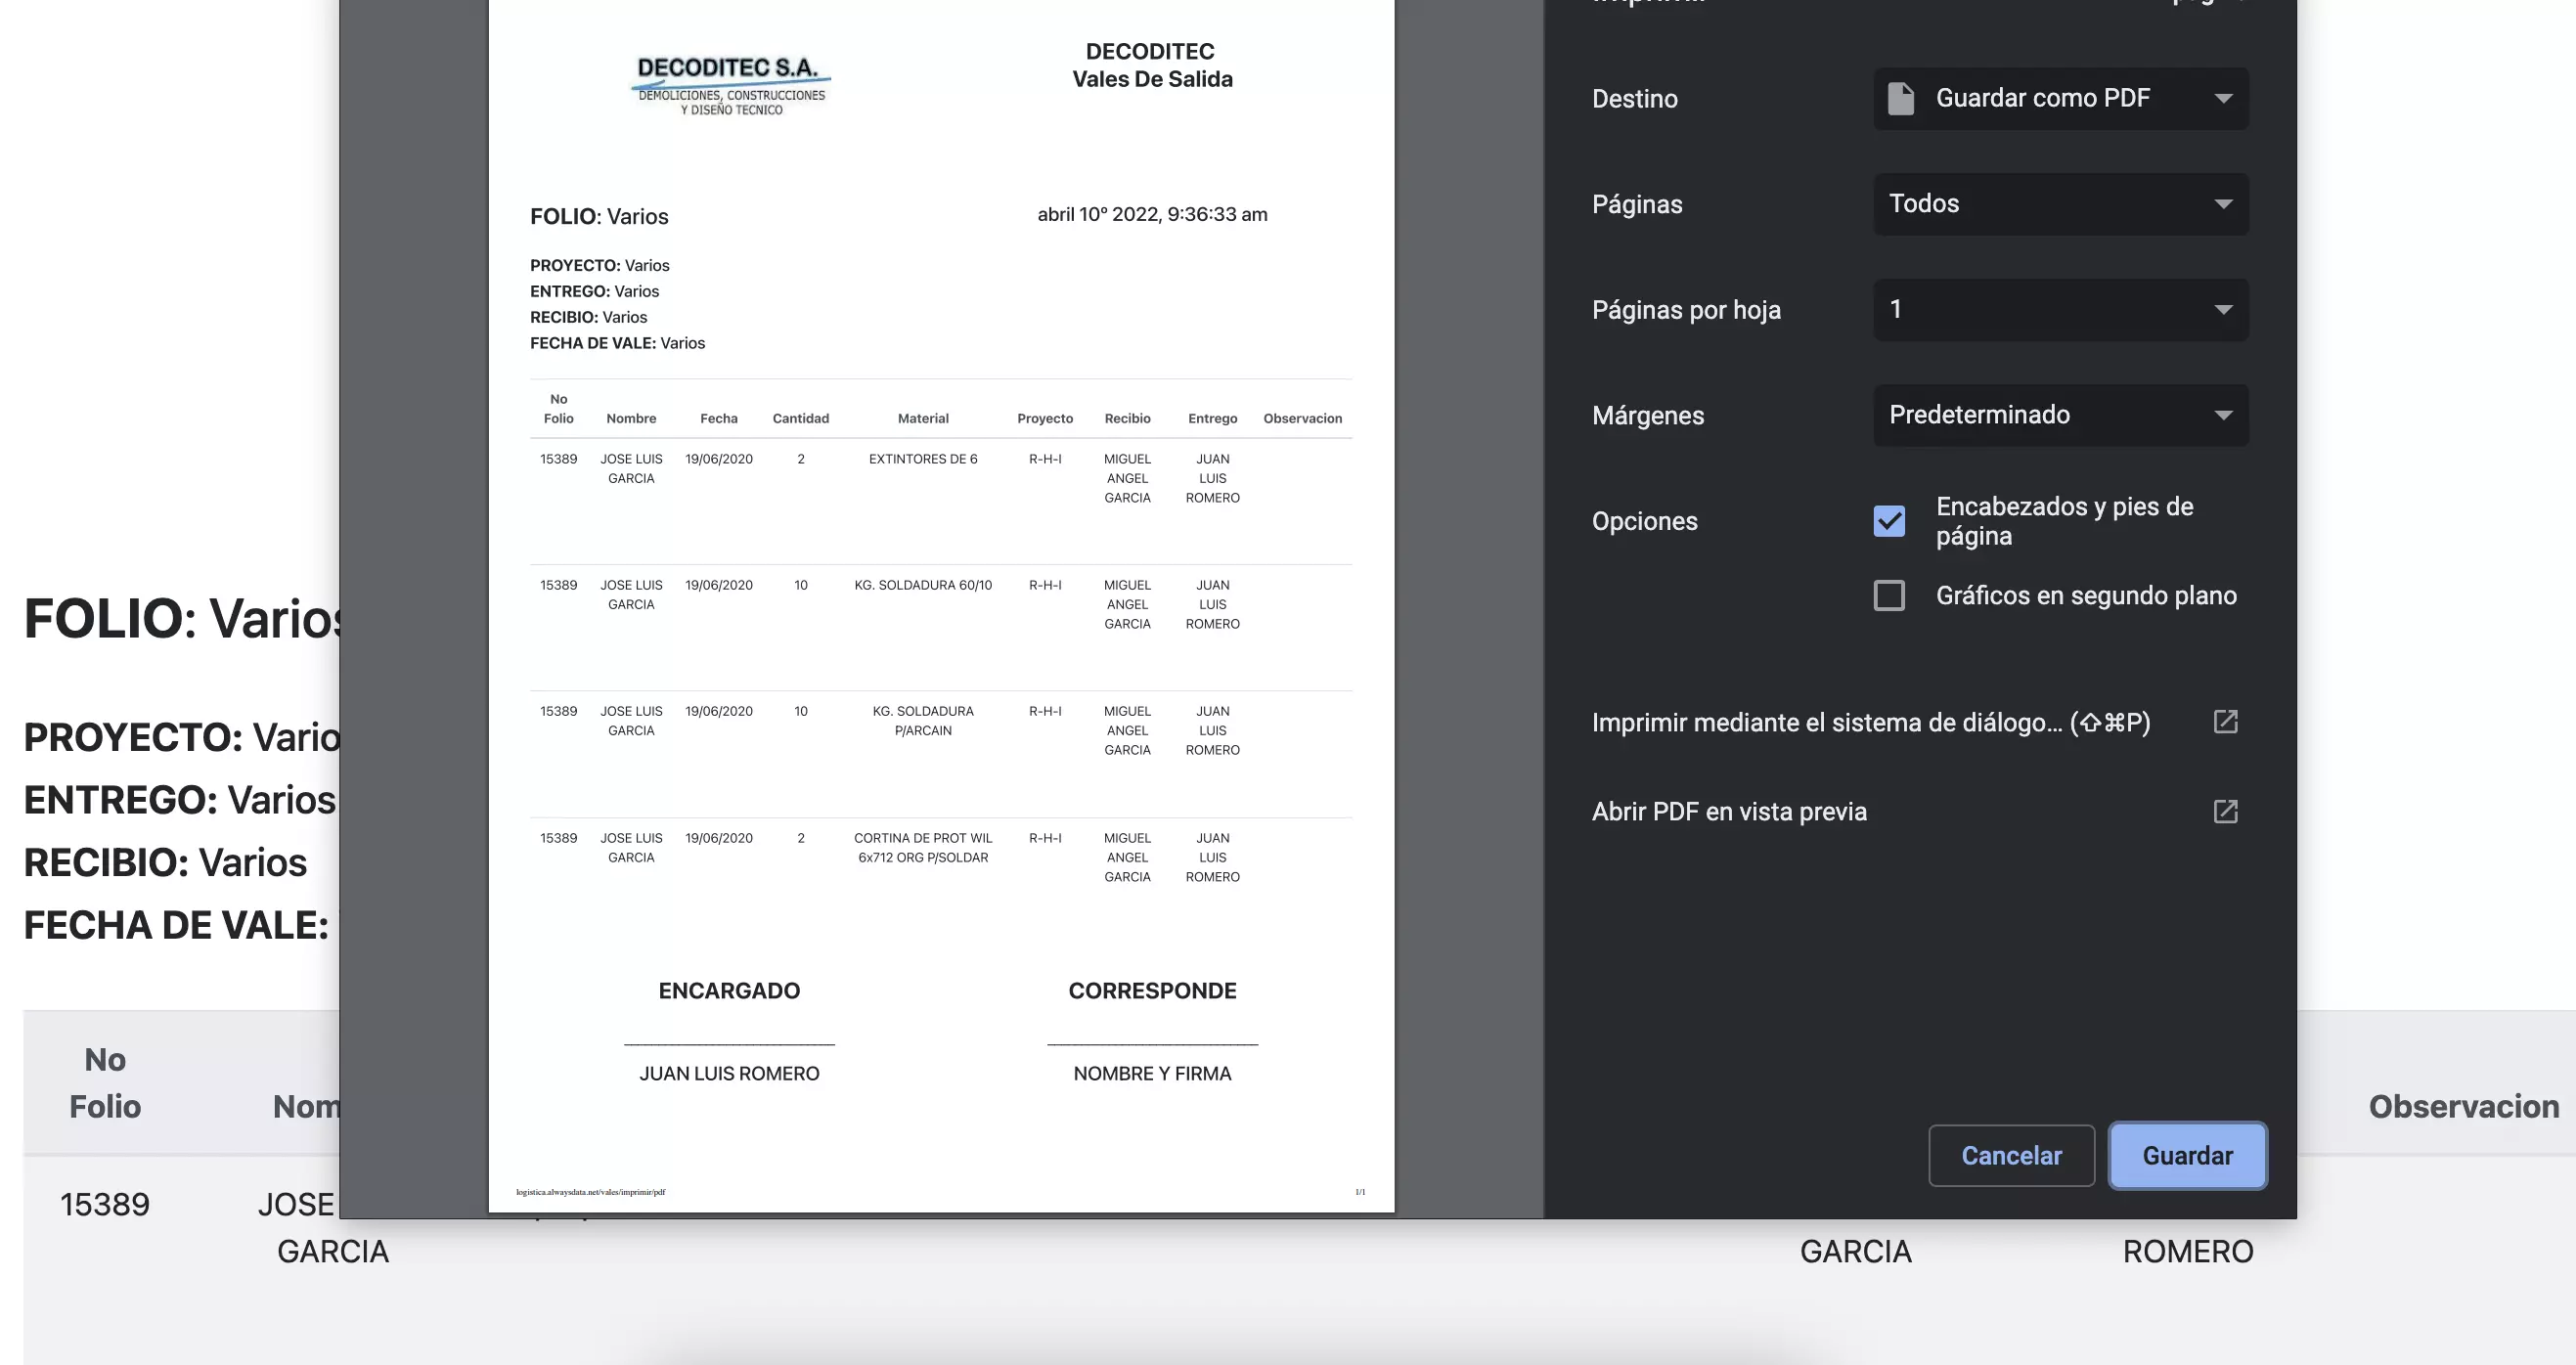 DECODITEC S.A.
DEMOLICIONES, CONSTRUCCIONES
Y DISEÑO TECNICO
DECODITEC
Vales De Salida
FOLIO: Varios
abril 10º 2022, 9:36:33 am
PROYECTO: Varios
ENTREGO: Varios
RECIBIO: Varios
FECHA DE VALE: Varios
No Folio Nombre Fecha Cantidad Material Proyecto Recibio Entrego Observacion
15389 JOSE LUIS 19/06/2020 2 EXTINTORES DE 6 R-H-I MIGUEL JUAN
GARCIA ANGEL LUIS
GARCIA ROMERO
15389 JOSE LUIS 19/06/2020 10 KG. SOLDADURA 60/10 R-H-I MIGUEL JUAN
GARCIA ANGEL LUIS
GARCIA ROMERO
15389 JOSE LUIS 19/06/2020 10 KG. SOLDADURA R-H-I MIGUEL JUAN
GARCIA P/ARCAIN ANGEL LUIS
GARCIA ROMERO
15389 JOSE LUIS 19/06/2020 2 CORTINA DE PROT WIL R-H-I MIGUEL JUAN
GARCIA 6x712 ORG P/SOLDAR ANGEL LUIS
GARCIA ROMERO
ENCARGADO CORRESPONDE
JUAN LUIS ROMERO NOMBRE Y FIRMA
logistica.alwaysdata.net/vales/imprimir/pdf 1/1
Destino Guardar como PDF
Páginas Todos
Páginas por hoja 1
Márgenes Predeterminado
Opciones Encabezados y pies de
página
Gráficos en segundo plano
Imprimir mediante el sistema de diálogo... (⇧⌘P)
Abrir PDF en vista previa
Cancelar Guardar
FOLIO: Varios
PROYECTO: Vario
ENTREGO: Varios
RECIBIO: Varios
FECHA DE VALE:
No
Folio Nom Observacion
15389 JOSE
GARCIA GARCIA ROMERO